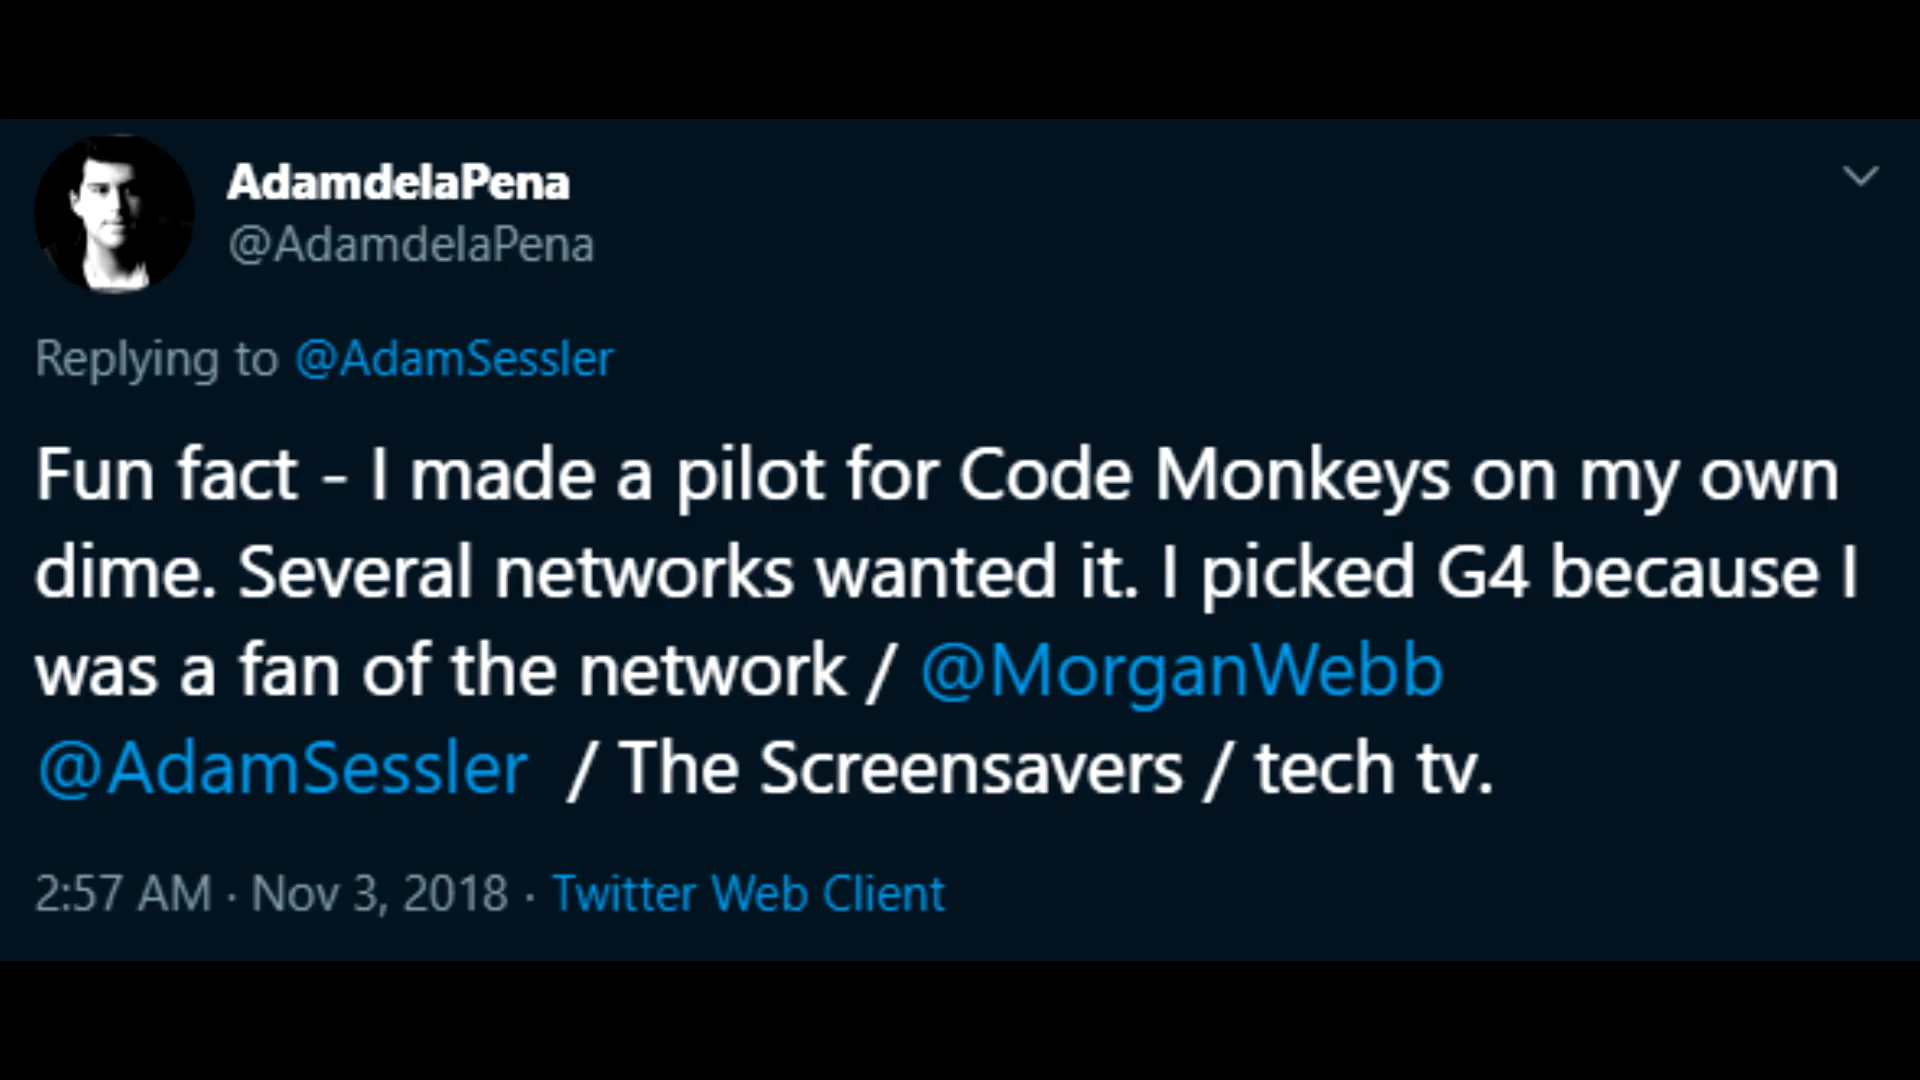 AdamdelaPena
@AdamdelaPena
Replying to @AdamSessler
Fun fact - I made a pilot for Code Monkeys on my own
dime. Several networks wanted it. I picked G4 because I
was a fan of the network / @MorganWebb
@AdamSessler / The Screensavers / tech tv.
2:57 AM · Nov 3, 2018 · Twitter Web Client